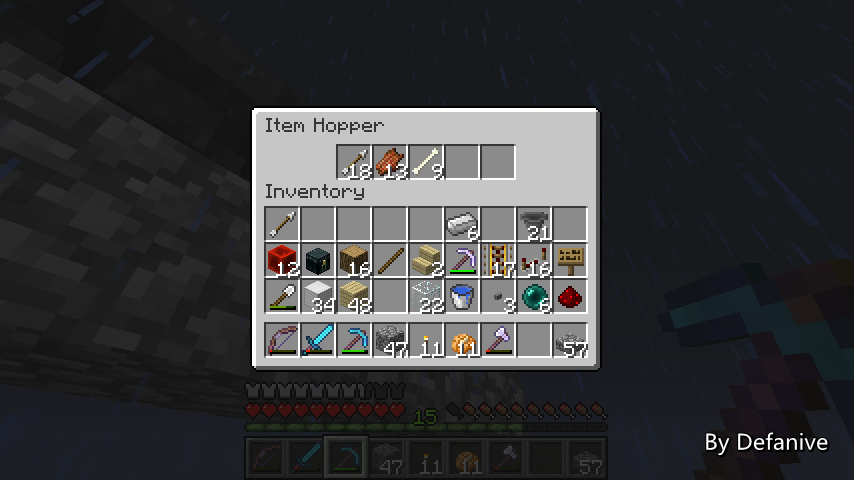 Item Hopper
18 13 9
Inventory
6 21
12 16 2 17 16
34 48 22 3 6
47 11 11 57
15
47 11 11 57
By Defanive